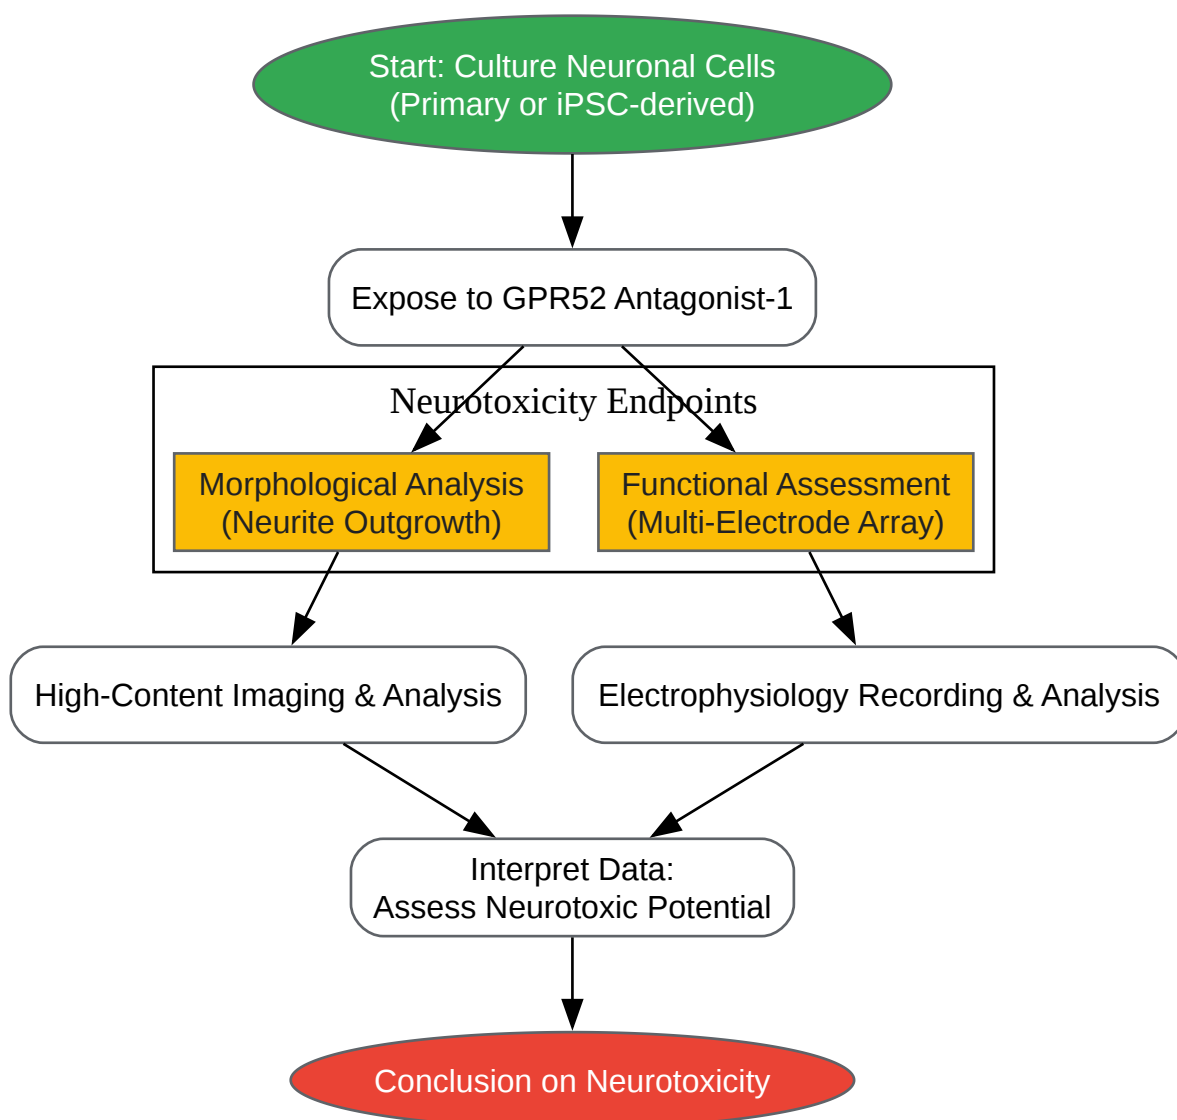 Start: Culture Neuronal Cells
(Primary or iPSC-derived)
Expose to GPR52 Antagonist-1
Neurotoxicity Endpoints
Morphological Analysis
(Neurite Outgrowth)
Functional Assessment
(Multi-Electrode Array)
High-Content Imaging & Analysis
Electrophysiology Recording & Analysis
Interpret Data:
Assess Neurotoxic Potential
Conclusion on Neurotoxicity